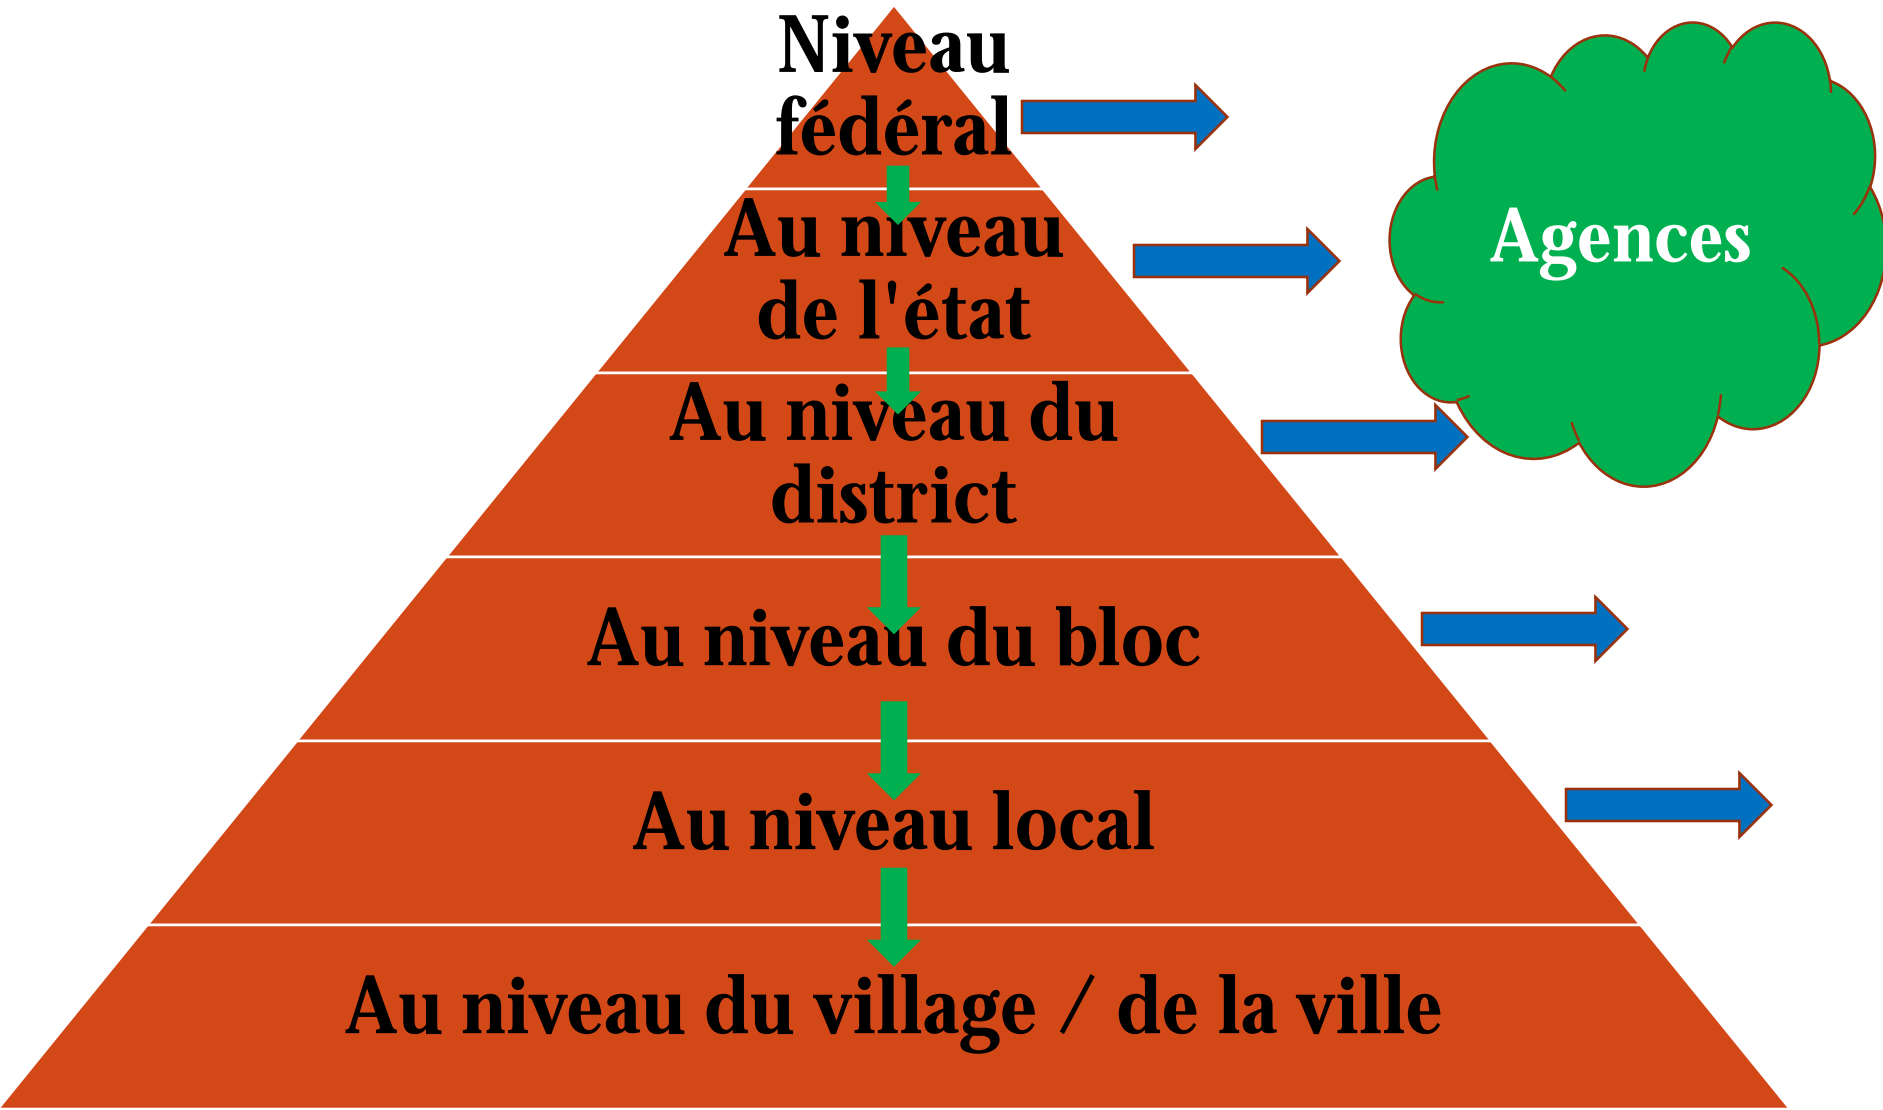 Niveau
fédéral
Au niveau
de l'état
Au niveau du
district
Au niveau du bloc
Au niveau local
Au niveau du village / de la ville
Agences